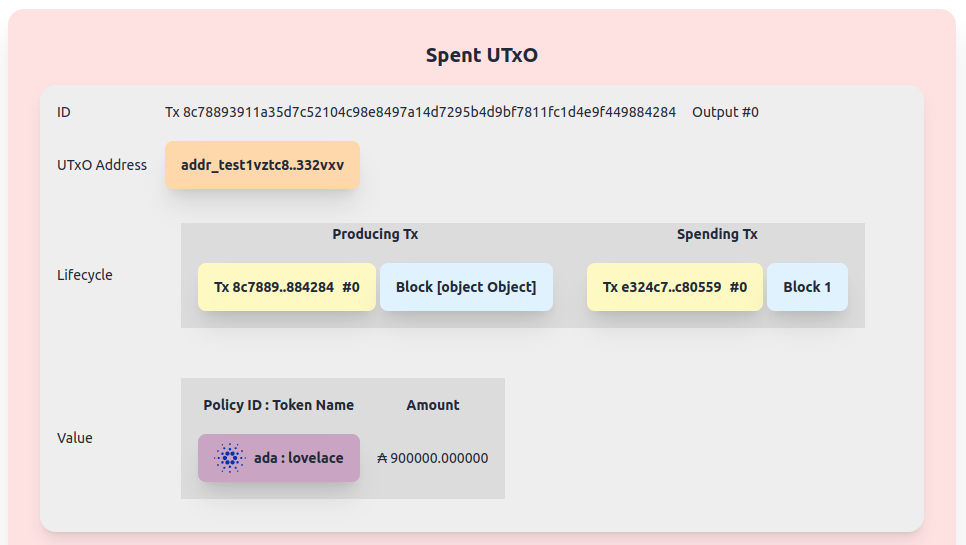 Spent UTxO
ID Tx 8c78893911a35d7c52104c98e8497a14d7295b4d9bf7811fc1d4e9f449884284 Output #0
UTxO Address addr_test1vztc8..332vxv
Producing Tx Spending Tx
Lifecycle Tx 8c7889..884284 #0 Block [object Object] Tx e324c7..c80559 #0 Block 1
Policy ID : Token Name Amount
Value ada : lovelace ₳ 900000.000000